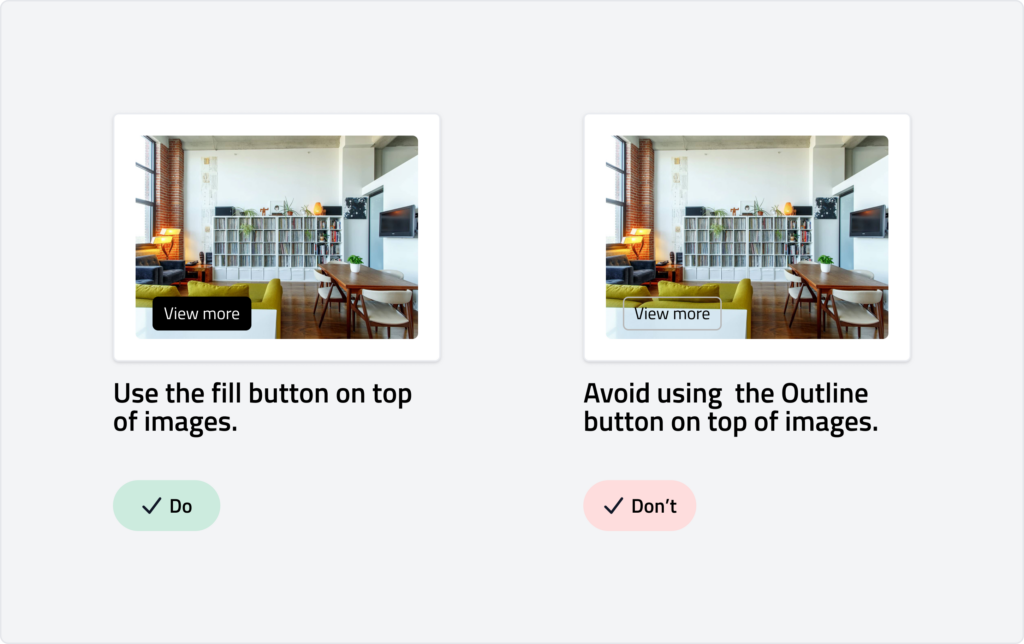 View more
Use the fill button on top
of images.
Do
View more
Avoid using  the Outline
button on top of images.
Don’t